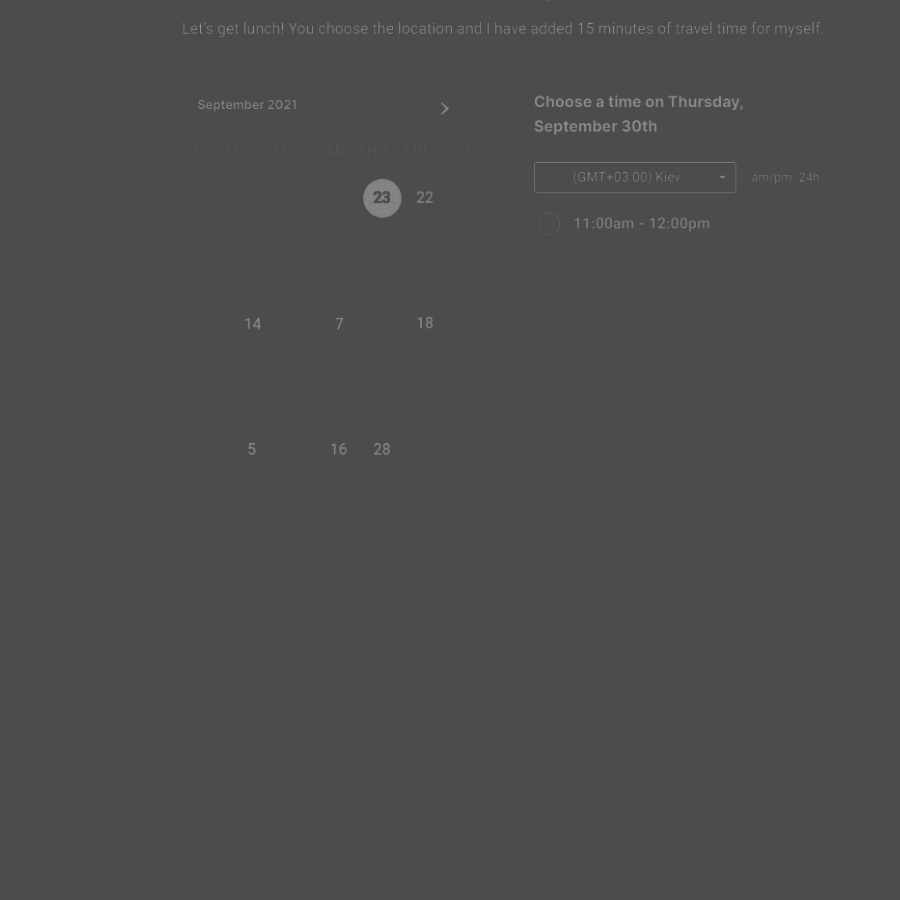 Let's get lunch! You choose the location and I have added 15 minutes of travel time for myself.
September 2021
SUN MON TUE WED THU FRI SAT
23 22
14 7 18
5 16 28
Choose a time on Thursday,
September 30th
(GMT+03:00) Kiev am/pm 24h
11:00am - 12:00pm